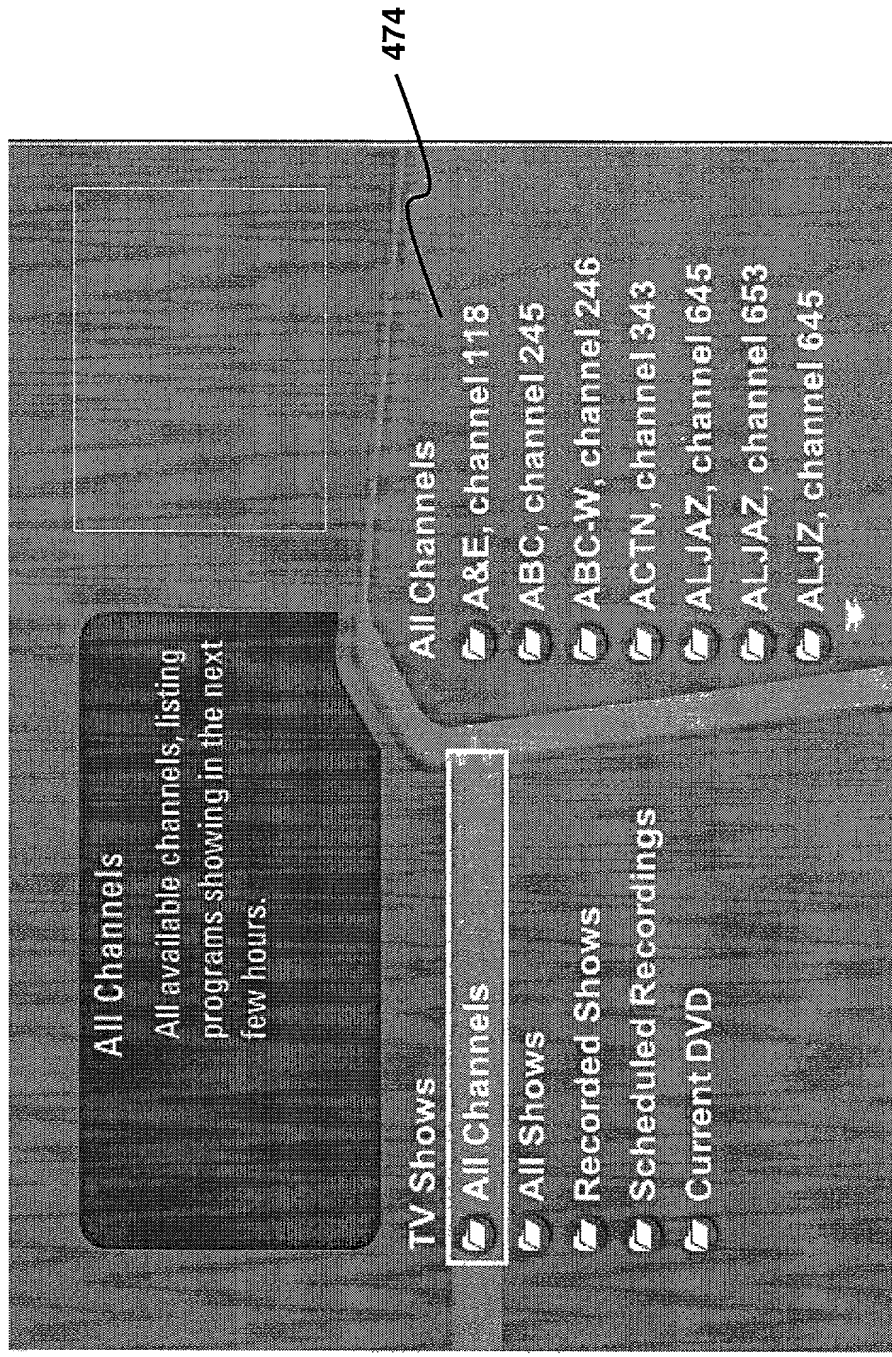 All Channels
All available channels, listing
programs showing in the next
few hours.
TV Shows
All Channels
All Shows
Recorded Shows
Scheduled Recordings
Current DVD
All Channels
A&E, channel 118
ABC, channel 245
ABC-W, channel 246
ACTN, channel 343
ALJAZ, channel 645
ALJAZ, channel 653
ALJZ, channel 645
474